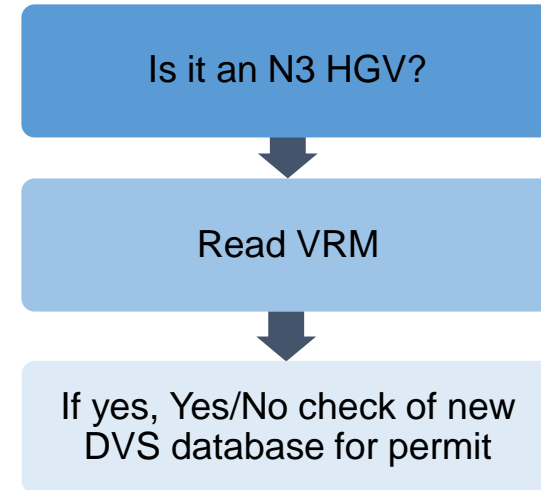 Is it an N3 HGV?
Read VRM
If yes, Yes/No check of new
DVS database for permit